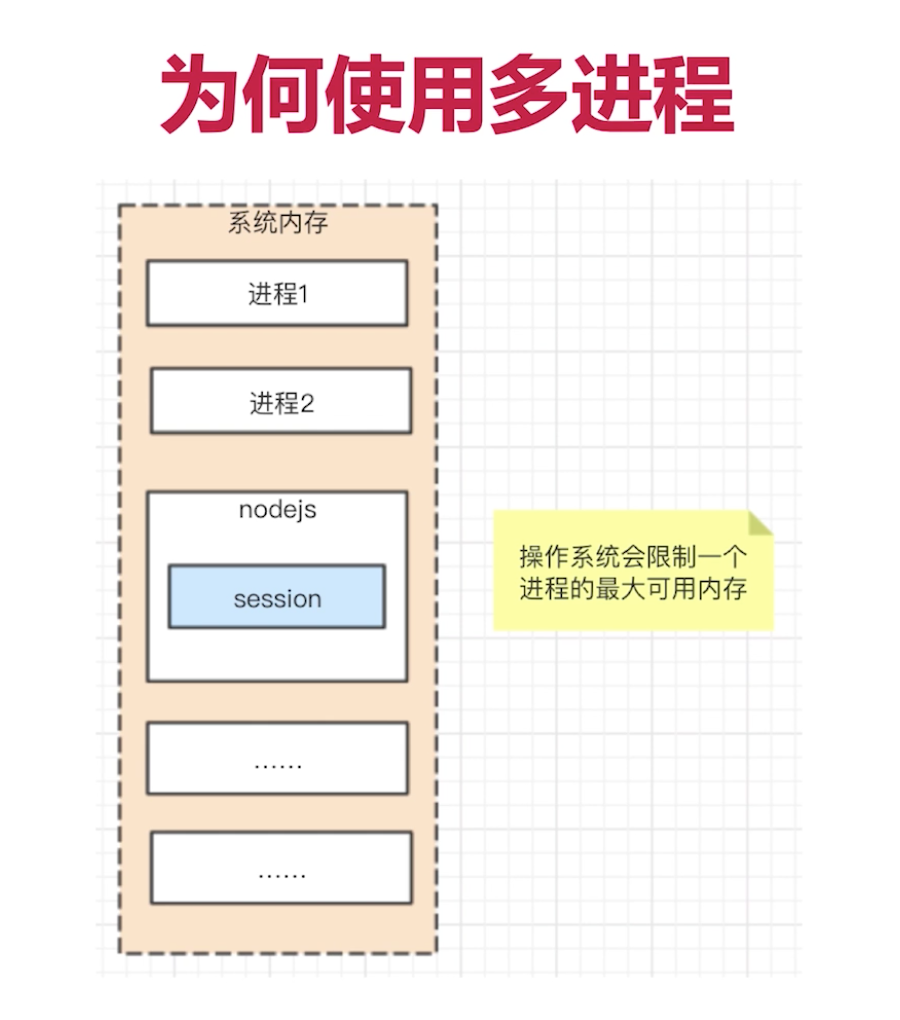 为何使用多进程
系统内存
进程1
进程2
nodejs
session
操作系统会限制一个
进程的最大可用内存
……
……